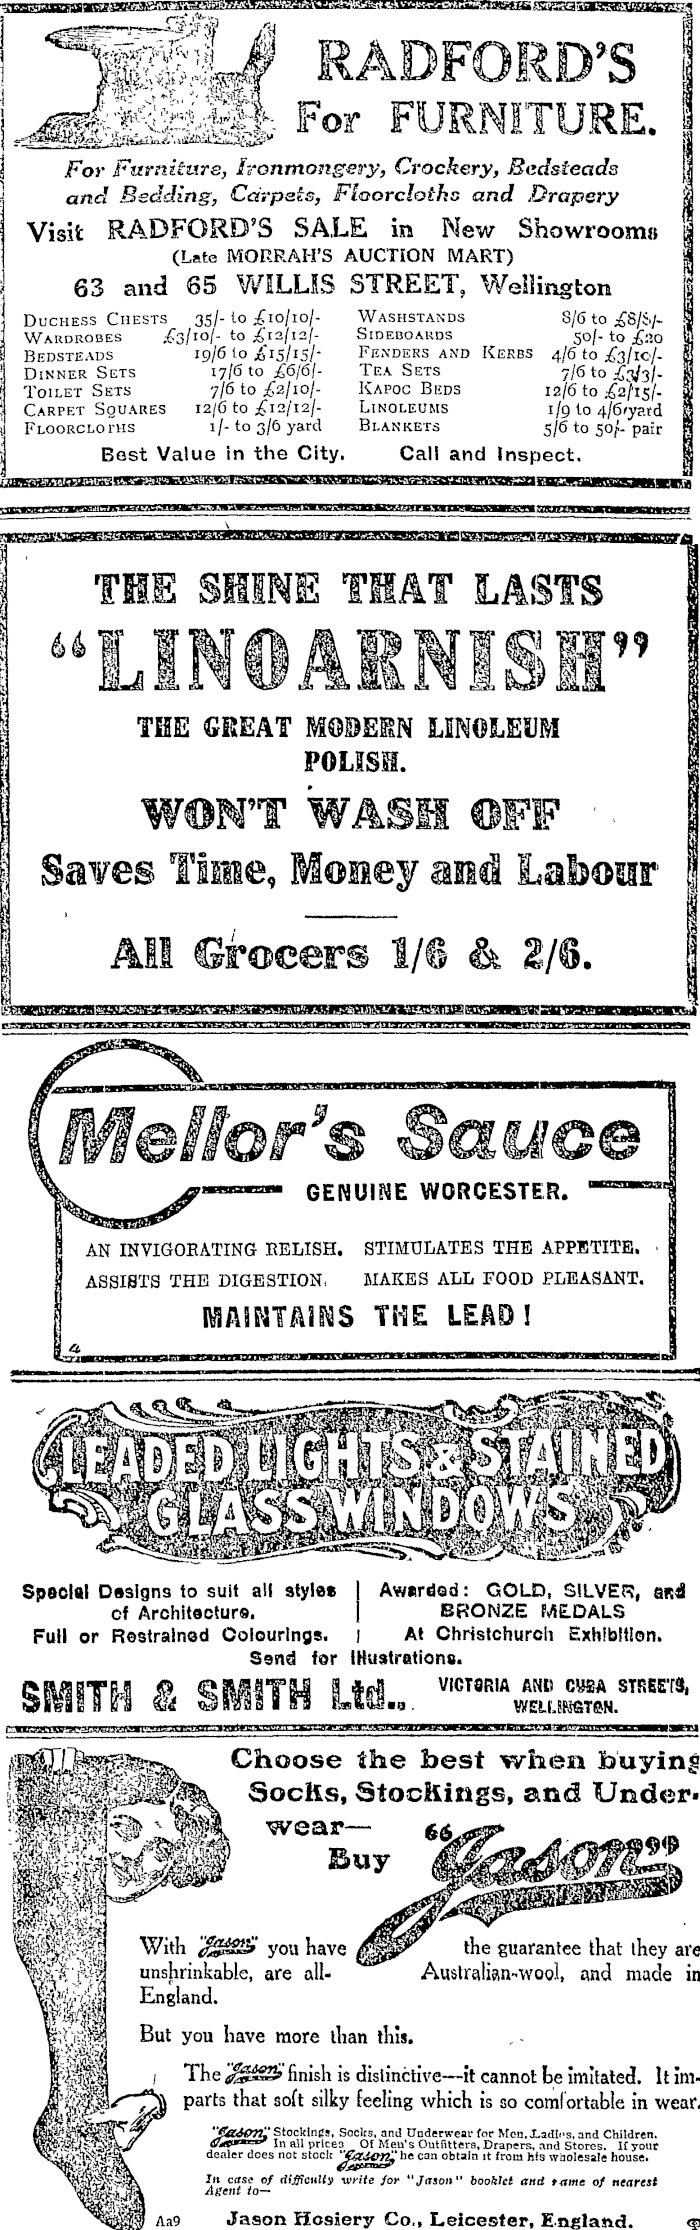 RADFORD'S
For FURNITURE.
For Furniture, Ironmongery, Crockery, Bedsteads
and Bedding, Carpets, Floorcloths and Drapery
Visit RADFORD'S SALE in New Showrooms
(Late MORRAH'S AUCTION MART)
63 and 65 WILLIS STREET, Wellington
DUCHESS CHESTS 35/- to £10/10/-
WARDROBES £3/10/- to £12/12/-
BEDSTEADS 19/6 to £15/15/-
DINNER SETS 17/6 to £6/6/-
TOILET SETS 7/6 to £2/10/-
CARPET SQUARES 12/6 to £12/12/-
FLOORCLOTHS 1/- to 3/6 yard
WASHSTANDS 8/6 to £8/8/-
SIDEBOARDS 50/- to £20
FENDERS AND KERBS 4/6 to £3/10/-
TEA SETS 7/6 to £3/3/-
KAPOC BEDS 12/6 to £2/15/-
LINOLEUMS 1/9 to 4/6 yard
BLANKETS 5/6 to 50/- pair
Best Value in the City. Call and Inspect.
THE SHINE THAT LASTS
"LINOARNISH"
THE GREAT MODERN LINOLEUM
POLISH.
WON'T WASH OFF
Saves Time, Money and Labour
All Grocers 1/6 & 2/6.
Mellor's Sauce
GENUINE WORCESTER.
AN INVIGORATING RELISH. STIMULATES THE APPETITE.
ASSISTS THE DIGESTION. MAKES ALL FOOD PLEASANT.
MAINTAINS THE LEAD!
4
LEADED LIGHTS & STAINED
GLASS WINDOWS
Special Designs to suit all styles
of Architecture.
Full or Restrained Colourings.
Awarded: GOLD, SILVER, and
BRONZE MEDALS
At Christchurch Exhibition.
Send for Illustrations.
SMITH & SMITH Ltd.,
VICTORIA AND CUBA STREETS,
WELLINGTON.
Choose the best when buying
Socks, Stockings, and Under-
wear—
Buy "Jason"
With "Jason" you have the guarantee that they are
unshrinkable, are all-Australian-wool, and made in
England.
But you have more than this.
The "Jason" finish is distinctive—it cannot be imitated. It im-
parts that soft silky feeling which is so comfortable in wear.
"Jason" Stockings, Socks, and Underwear for Men, Ladies, and Children.
In all prices Of Men's Outfitters, Drapers, and Stores. If your
dealer does not stock "Jason" he can obtain it from his wholesale house.
In case of difficulty write for "Jason" booklet and name of nearest
Agent to—
Aa9 Jason Hosiery Co., Leicester, England.